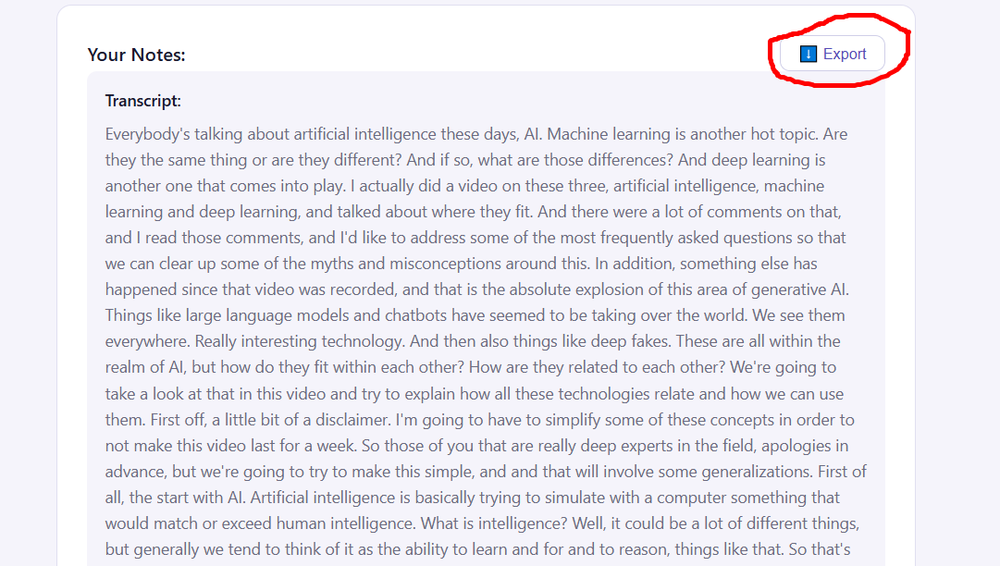 Your Notes:
⬇ Export
Transcript:
Everybody's talking about artificial intelligence these days, AI. Machine learning is another hot topic. Are
they the same thing or are they different? And if so, what are those differences? And deep learning is
another one that comes into play. I actually did a video on these three, artificial intelligence, machine
learning and deep learning, and talked about where they fit. And there were a lot of comments on that,
and I read those comments, and I'd like to address some of the most frequently asked questions so that
we can clear up some of the myths and misconceptions around this. In addition, something else has
happened since that video was recorded, and that is the absolute explosion of this area of generative AI.
Things like large language models and chatbots have seemed to be taking over the world. We see them
everywhere. Really interesting technology. And then also things like deep fakes. These are all within the
realm of AI, but how do they fit within each other? How are they related to each other? We're going to
take a look at that in this video and try to explain how all these technologies relate and how we can use
them. First off, a little bit of a disclaimer. I'm going to have to simplify some of these concepts in order to
not make this video last for a week. So those of you that are really deep experts in the field, apologies in
advance, but we're going to try to make this simple, and and that will involve some generalizations. First of
all, the start with AI. Artificial intelligence is basically trying to simulate with a computer something that
would match or exceed human intelligence. What is intelligence? Well, it could be a lot of different things,
but generally we tend to think of it as the ability to learn and for and to reason, things like that. So that's